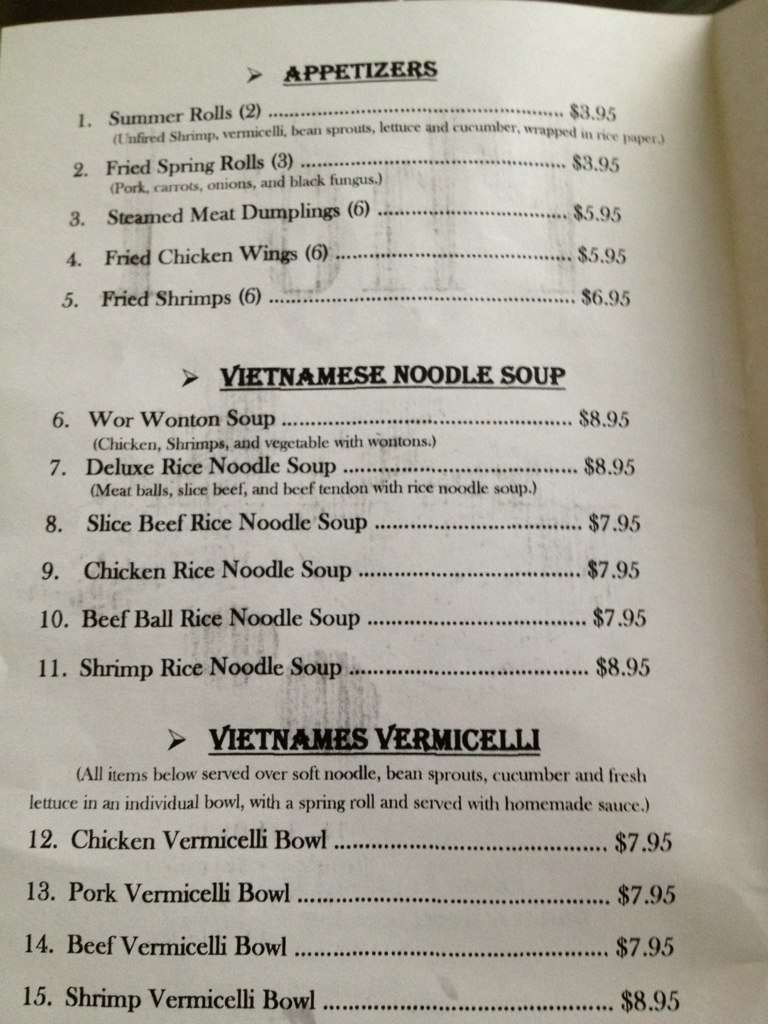 ➢ APPETIZERS
1. Summer Rolls (2) .................................................. $3.95
(Unfired Shrimp, vermicelli, bean sprouts, lettuce and cucumber, wrapped in rice paper.)
2. Fried Spring Rolls (3) ............................................. $3.95
(Pork, carrots, onions, and black fungus.)
3. Steamed Meat Dumplings (6) ................................ $5.95
4. Fried Chicken Wings (6) ........................................ $5.95
5. Fried Shrimps (6) .................................................... $6.95
➢ VIETNAMESE NOODLE SOUP
6. Wor Wonton Soup ................................................. $8.95
(Chicken, Shrimps, and vegetable with wontons.)
7. Deluxe Rice Noodle Soup ....................................... $8.95
(Meat balls, slice beef, and beef tendon with rice noodle soup.)
8. Slice Beef Rice Noodle Soup ................................... $7.95
9. Chicken Rice Noodle Soup ..................................... $7.95
10. Beef Ball Rice Noodle Soup .................................... $7.95
11. Shrimp Rice Noodle Soup ....................................... $8.95
➢ VIETNAMES VERMICELLI
(All items below served over soft noodle, bean sprouts, cucumber and fresh
lettuce in an individual bowl, with a spring roll and served with homemade sauce.)
12. Chicken Vermicelli Bowl ......................................... $7.95
13. Pork Vermicelli Bowl ............................................... $7.95
14. Beef Vermicelli Bowl ............................................... $7.95
15. Shrimp Vermicelli Bowl ........................................... $8.95